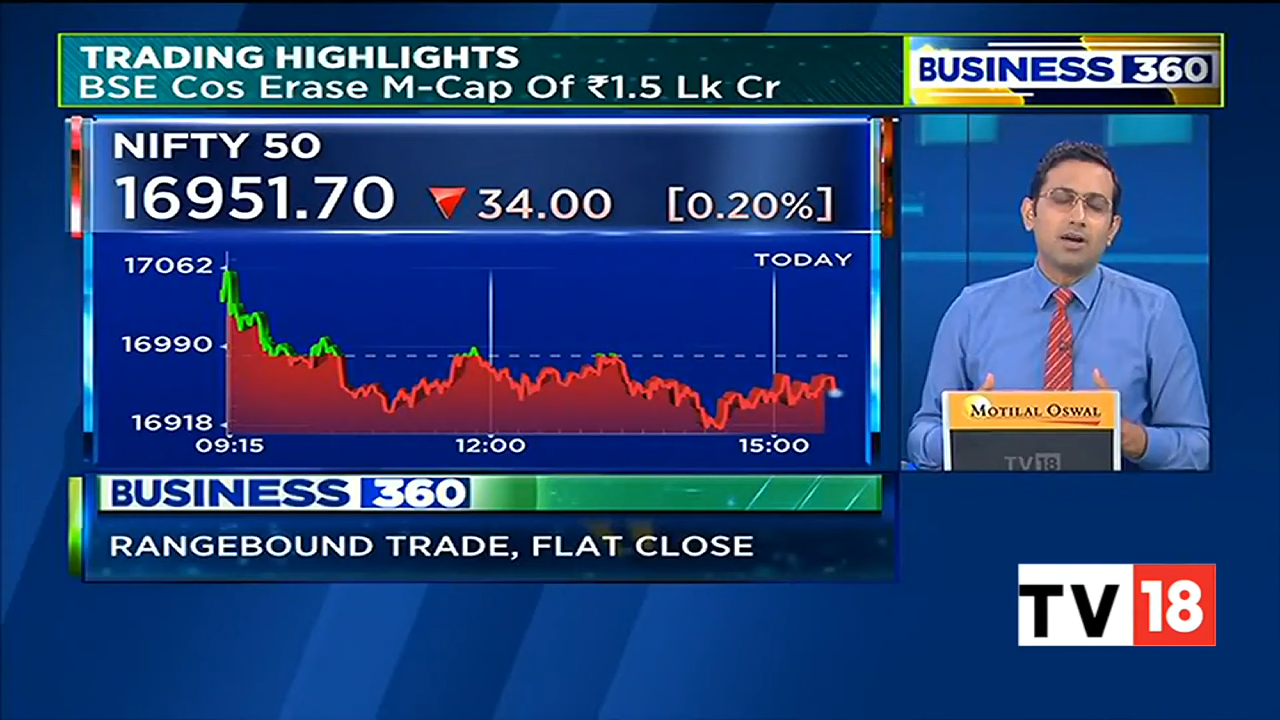 TRADING HIGHLIGHTS
BSE Cos Erase M-Cap Of ₹1.5 Lk Cr
BUSINESS 360
NIFTY 50
16951.70 ▼ 34.00 [0.20%]
TODAY
17062
16990
16918
09:15 12:00 15:00
MOTILAL OSWAL
TV18
BUSINESS 360
RANGEBOUND TRADE, FLAT CLOSE
TV18